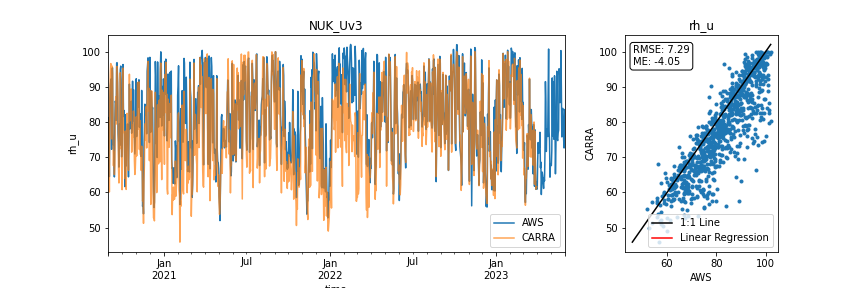 NUK_Uv3
100
90
80
70
60
50
rh_u
Jan
2021
Jul
Jan
2022
Jul
Jan
2023
time
AWS
CARRA
rh_u
RMSE: 7.29
ME: -4.05
100
90
80
70
60
50
CARRA
60
80
100
AWS
1:1 Line
Linear Regression